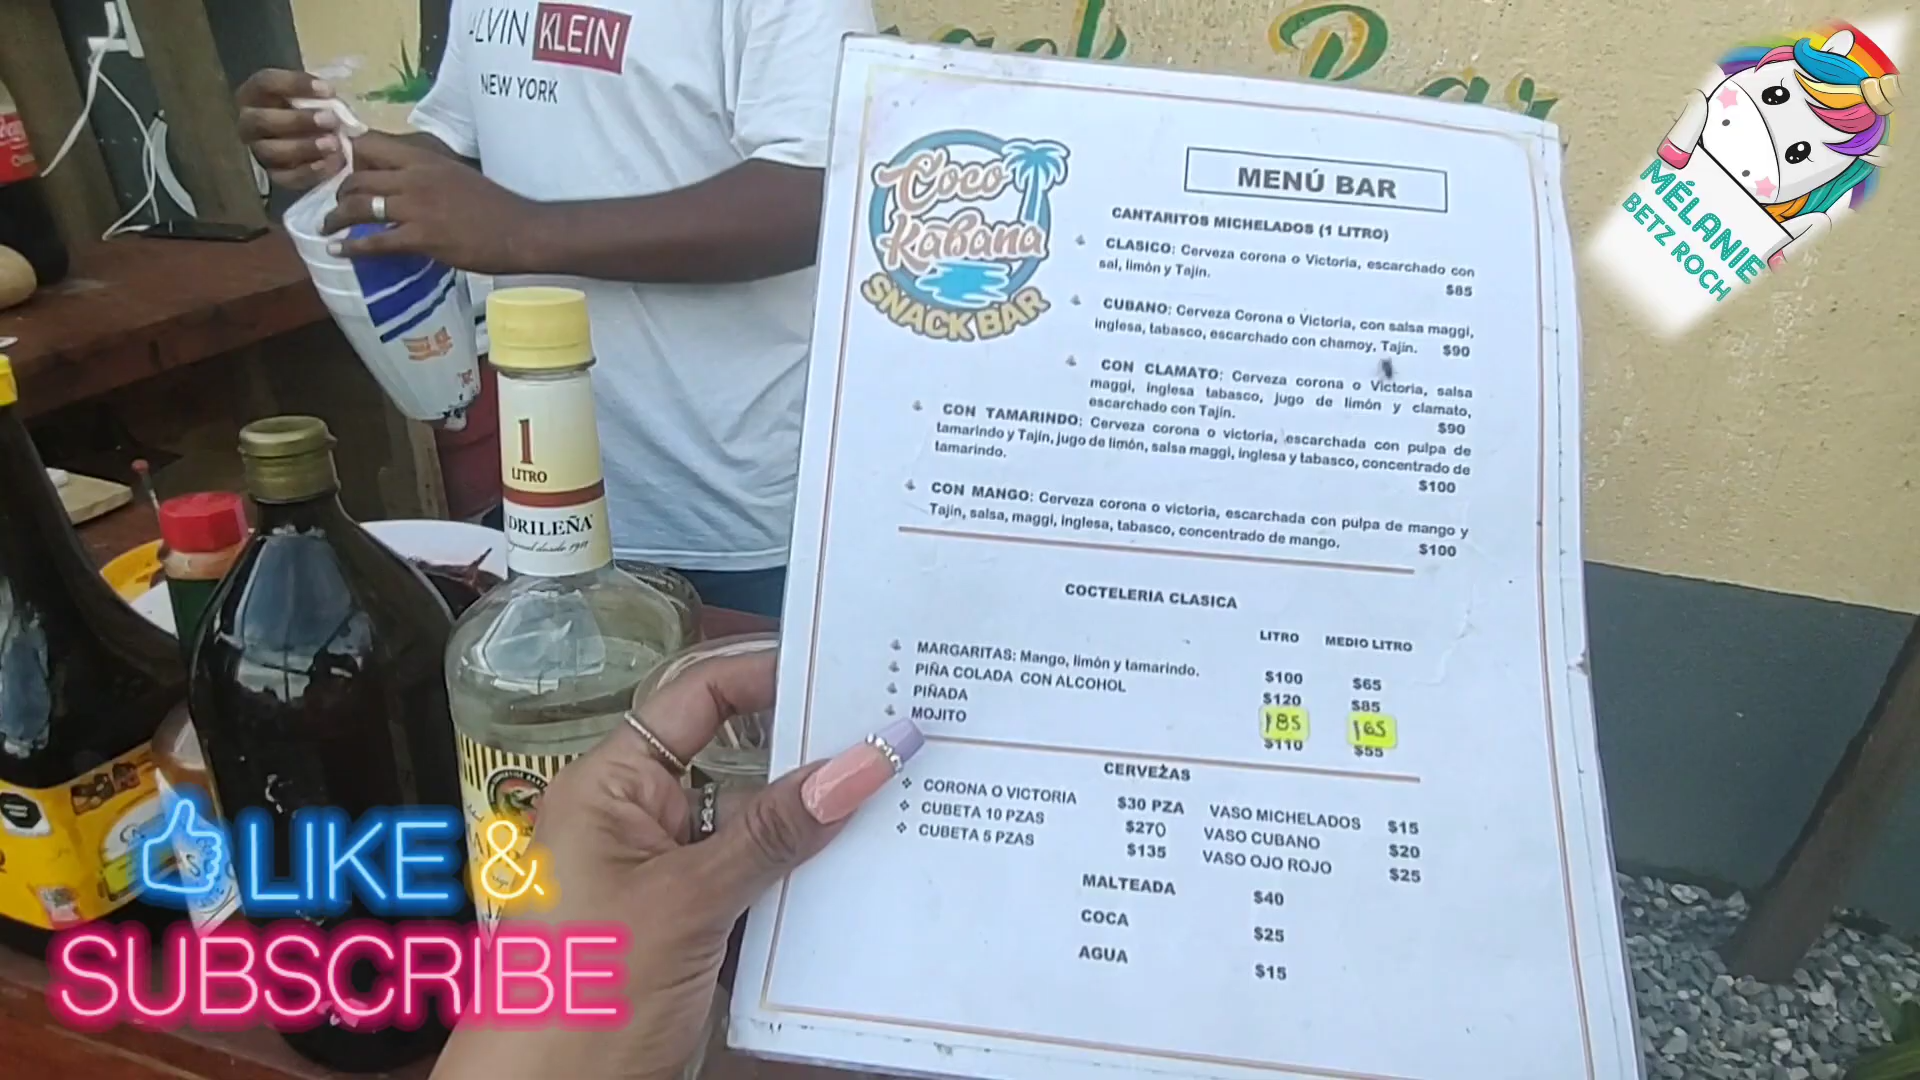 LVIN KLEIN
NEW YORK
MÉLANIE
BETZ ROCH
Coco
Kabana
SNACK BAR
MENÚ BAR
CANTARITOS MICHELADOS (1 LITRO)
CLASICO: Cerveza corona o Victoria, escarchado con
sal, limón y Tajín.
$85
CUBANO: Cerveza Corona o Victoria, con salsa maggi,
inglesa, tabasco, escarchado con chamoy, Tajín. $90
CON CLAMATO: Cerveza corona o Victoria, salsa
maggi, inglesa tabasco, jugo de limón y clamato,
escarchado con Tajín.
$90
CON TAMARINDO: Cerveza corona o victoria, escarchada con pulpa de
tamarindo y Tajín, jugo de limón, salsa maggi, inglesa y tabasco, concentrado de
tamarindo.
$100
CON MANGO: Cerveza corona o victoria, escarchada con pulpa de mango y
Tajín, salsa, maggi, inglesa, tabasco, concentrado de mango.
$100
COCTELERIA CLASICA
LITRO MEDIO LITRO
MARGARITAS: Mango, limón y tamarindo. $100 $65
PIÑA COLADA CON ALCOHOL $120 $85
PIÑADA $85 $65
MOJITO $110 $55
CERVEZAS
CORONA O VICTORIA $30 PZA VASO MICHELADOS $15
CUBETA 10 PZAS $270 VASO CUBANO $20
CUBETA 5 PZAS $135 VASO OJO ROJO $25
MALTEADA $40
COCA $25
AGUA $15
1
LITRO
DRILEÑA
LIKE &
SUBSCRIBE